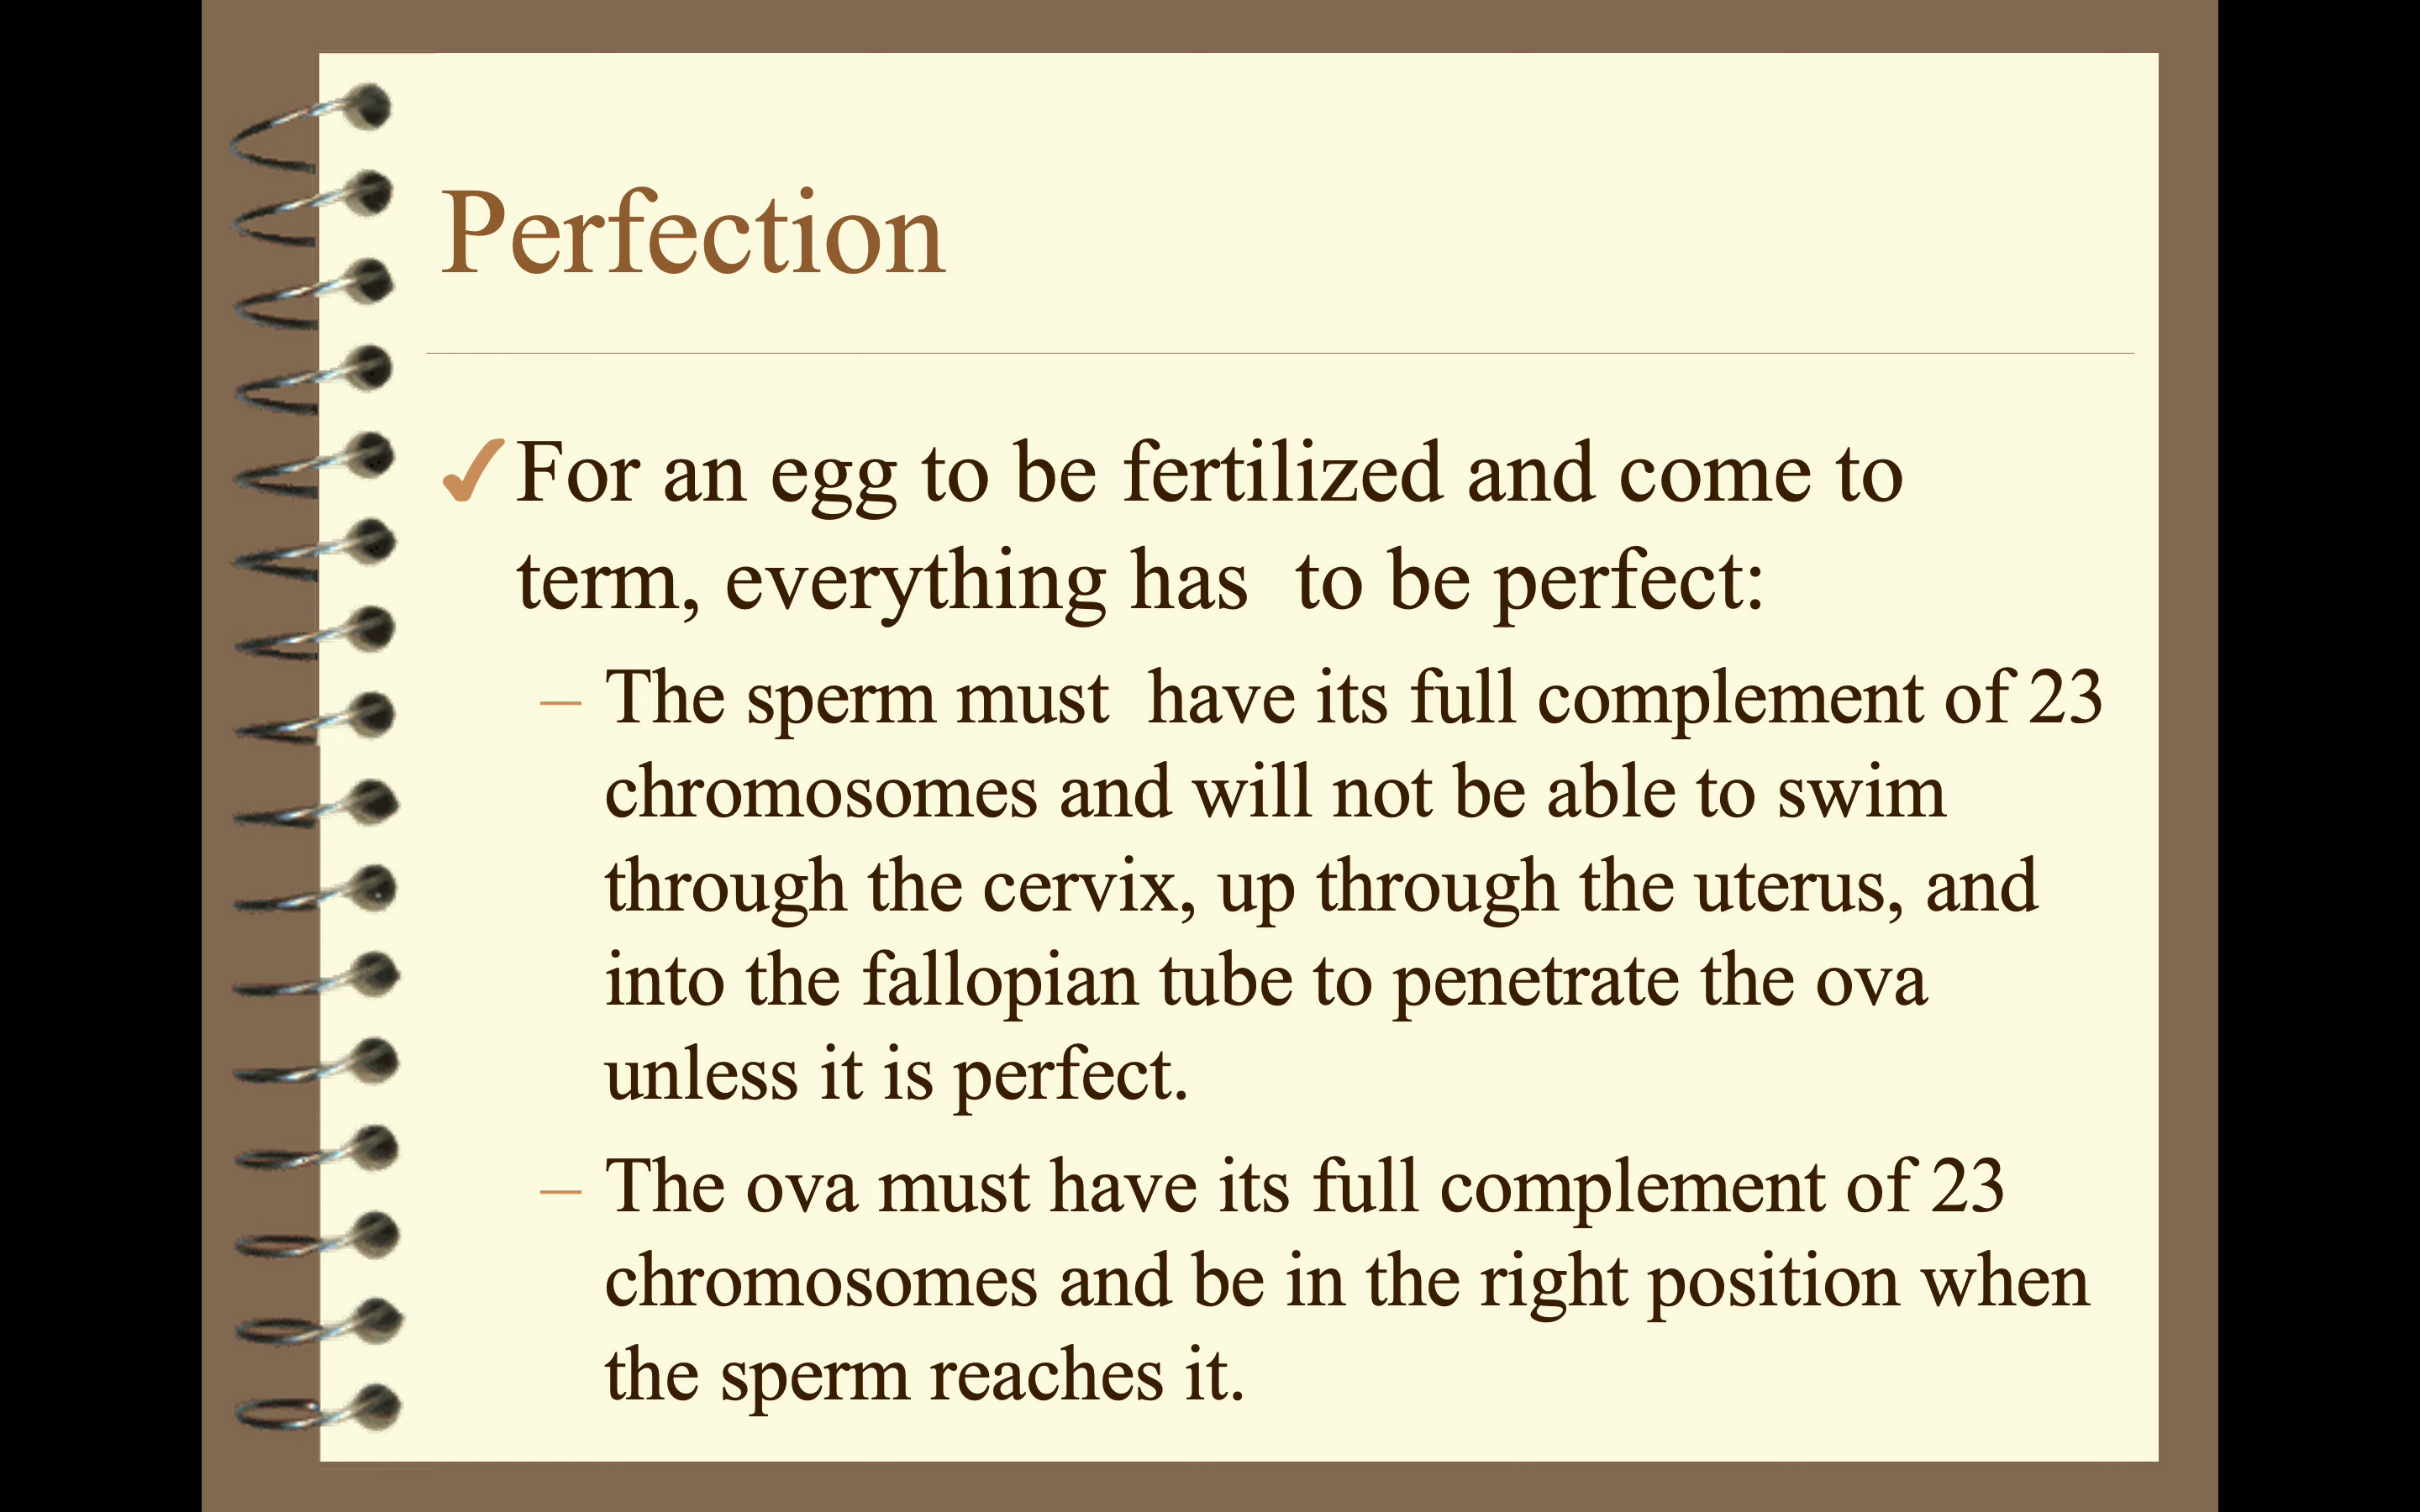 Perfection
✓For an egg to be fertilized and come to
term, everything has  to be perfect:
– The sperm must  have its full complement of 23
chromosomes and will not be able to swim
through the cervix, up through the uterus, and
into the fallopian tube to penetrate the ova
unless it is perfect.
– The ova must have its full complement of 23
chromosomes and be in the right position when
the sperm reaches it.